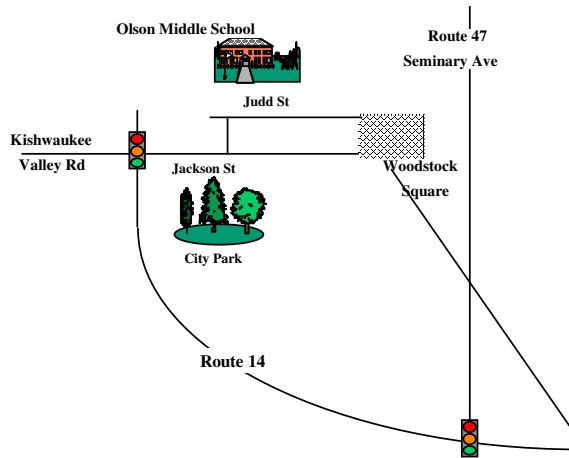 Olson Middle School
Route 47
Seminary Ave
Judd St
Kishwaukee
Valley Rd
Jackson St
Woodstock
Square
City Park
Route 14